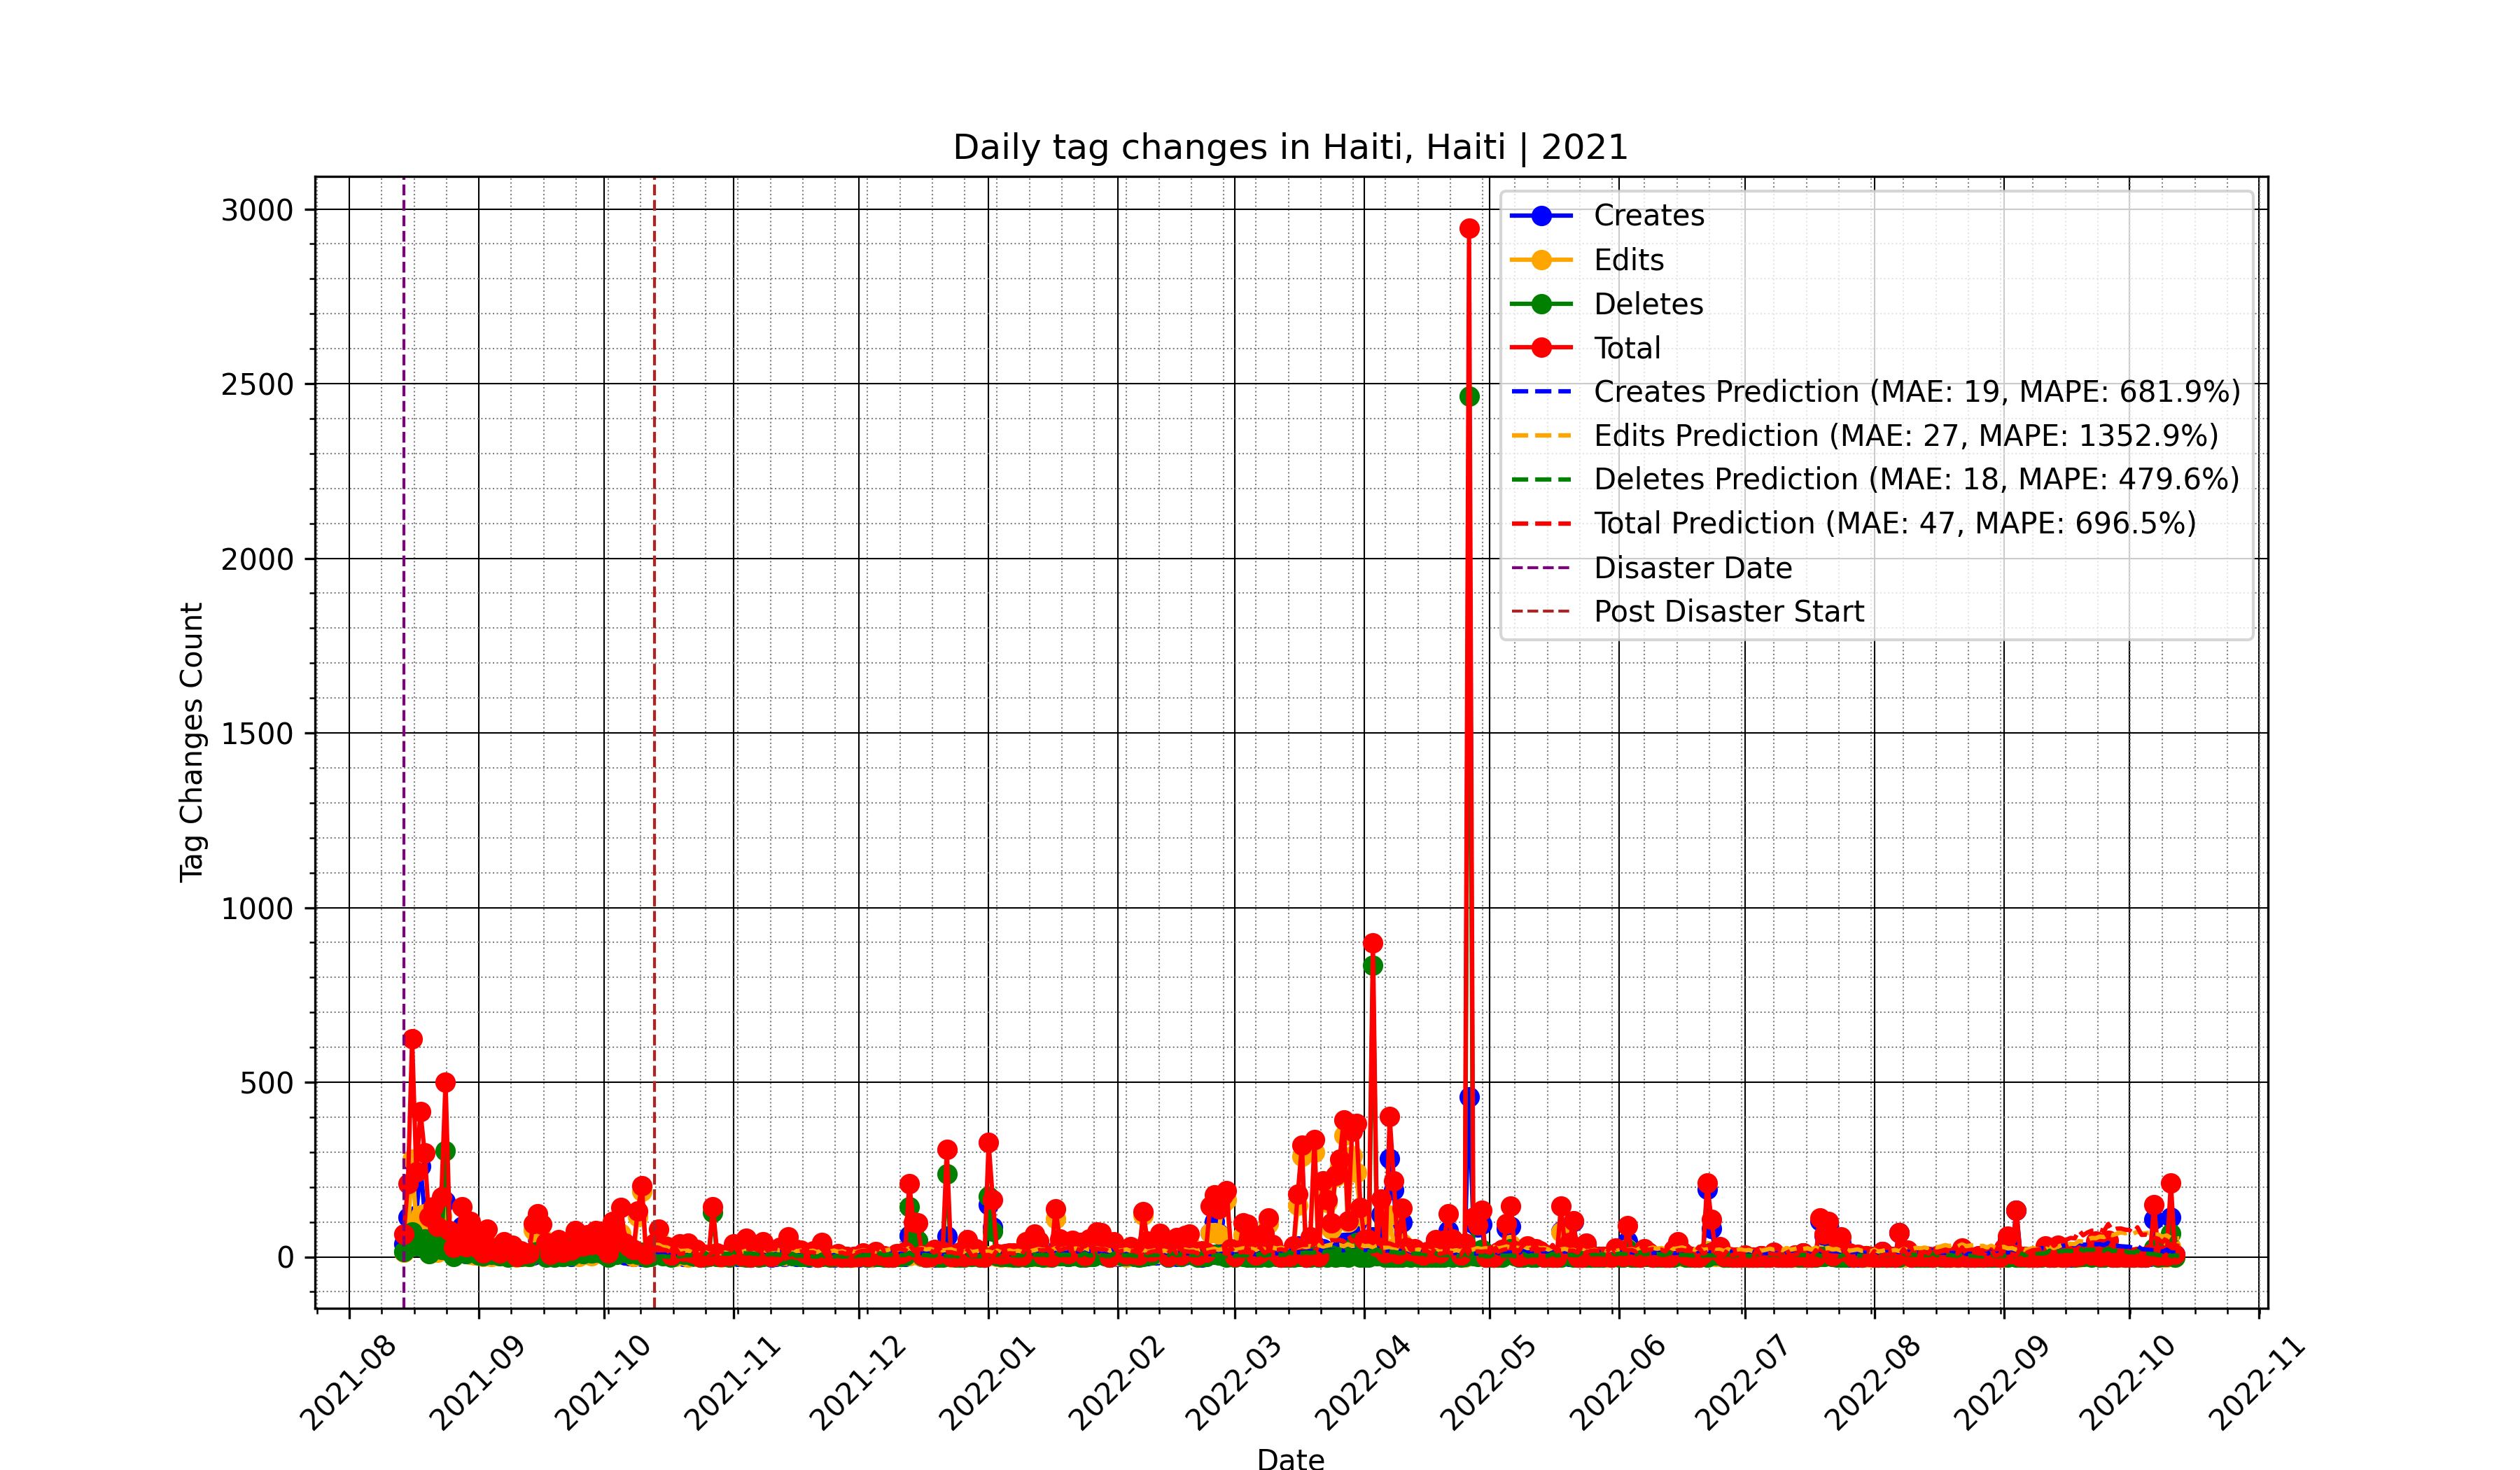 Daily tag changes in Haiti, Haiti | 2021
3000
2500
2000
1500
1000
500
0
Tag Changes Count
Creates
Edits
Deletes
Total
Creates Prediction (MAE: 19, MAPE: 681.9%)
Edits Prediction (MAE: 27, MAPE: 1352.9%)
Deletes Prediction (MAE: 18, MAPE: 479.6%)
Total Prediction (MAE: 47, MAPE: 696.5%)
Disaster Date
Post Disaster Start
2021-08
2021-09
2021-10
2021-11
2021-12
2022-01
2022-02
2022-03
2022-04
2022-05
2022-06
2022-07
2022-08
2022-09
2022-10
2022-11
Date